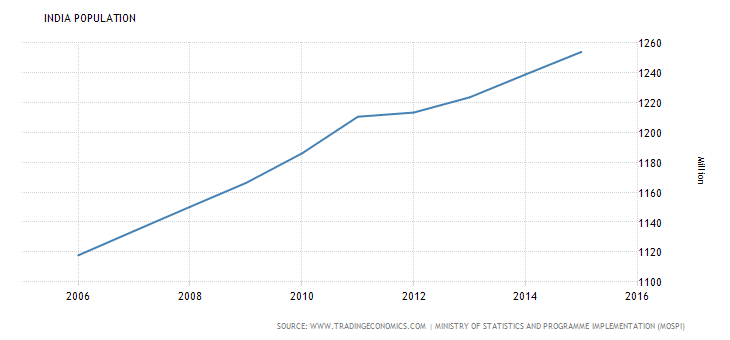 INDIA POPULATION
1260
1240
1220
1200
1180
1160
1140
1120
1100
Million
2006 2008 2010 2012 2014 2016
SOURCE: WWW.TRADINGECONOMICS.COM | MINISTRY OF STATISTICS AND PROGRAMME IMPLEMENTATION (MOSPI)